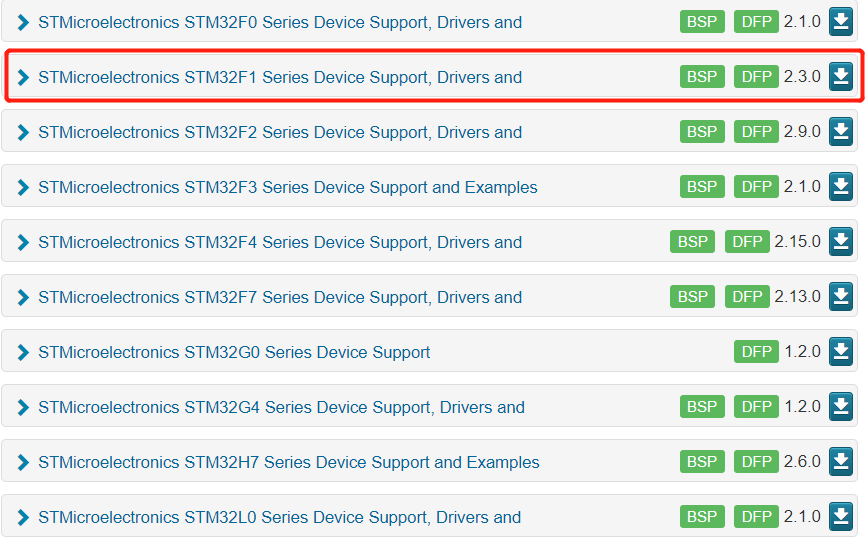 STMicroelectronics STM32F0 Series Device Support, Drivers and BSP DFP 2.1.0
STMicroelectronics STM32F1 Series Device Support, Drivers and BSP DFP 2.3.0
STMicroelectronics STM32F2 Series Device Support, Drivers and BSP DFP 2.9.0
STMicroelectronics STM32F3 Series Device Support and Examples BSP DFP 2.1.0
STMicroelectronics STM32F4 Series Device Support, Drivers and BSP DFP 2.15.0
STMicroelectronics STM32F7 Series Device Support, Drivers and BSP DFP 2.13.0
STMicroelectronics STM32G0 Series Device Support DFP 1.2.0
STMicroelectronics STM32G4 Series Device Support, Drivers and BSP DFP 1.2.0
STMicroelectronics STM32H7 Series Device Support and Examples BSP DFP 2.6.0
STMicroelectronics STM32L0 Series Device Support, Drivers and BSP DFP 2.1.0